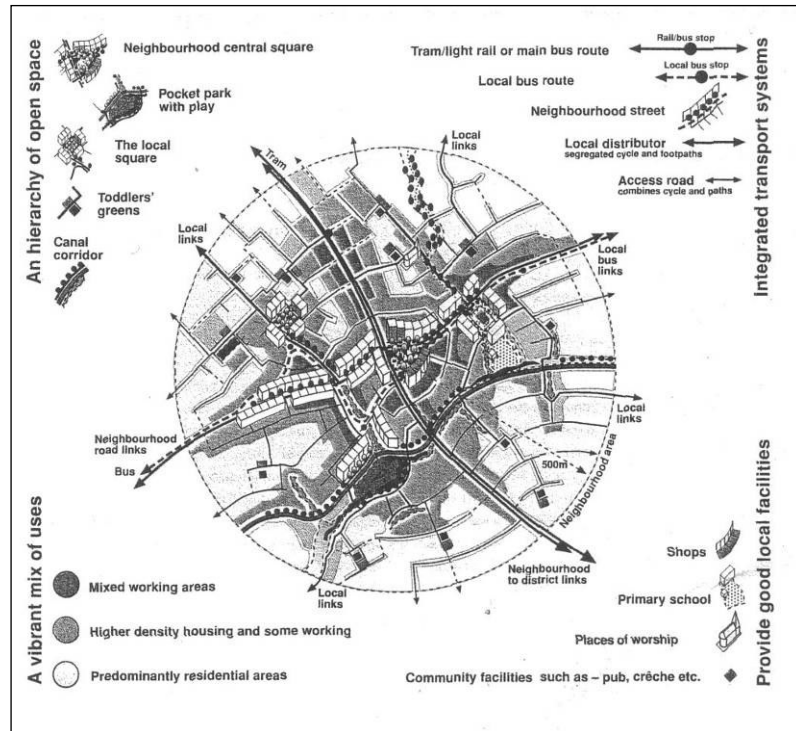 An hierarchy of open space
Neighbourhood central square
Pocket park
with play
The local
square
Toddlers'
greens
Canal
corridor
Integrated transport systems
Tram/light rail or main bus route
Rail/bus stop
Local bus route
Local bus stop
Neighbourhood street
Local distributor
segregated cycle and footpaths
Access road
combines cycle and paths
Tram
Local
links
Local
links
Local
bus links
Local
links
500m
Neighbourhood area
Neighbourhood
road links
Bus
Local
links
Neighbourhood
to district links
A vibrant mix of uses
Mixed working areas
Higher density housing and some working
Predominantly residential areas
Provide good local facilities
Shops
Primary school
Places of worship
Community facilities such as – pub, crêche etc.